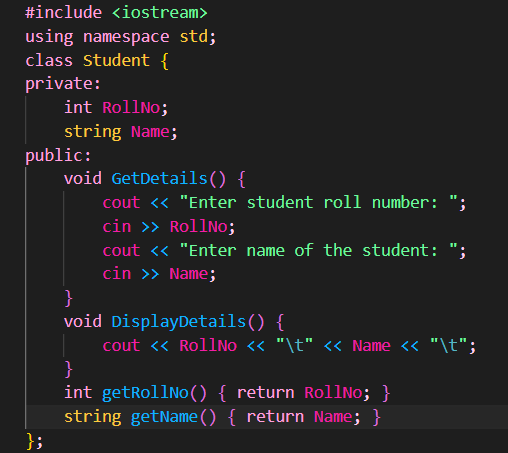 #include <iostream>
using namespace std;
class Student {
private:
    int RollNo;
    string Name;
public:
    void GetDetails() {
        cout << "Enter student roll number: ";
        cin >> RollNo;
        cout << "Enter name of the student: ";
        cin >> Name;
    }
    void DisplayDetails() {
        cout << RollNo << "\t" << Name << "\t";
    }
    int getRollNo() { return RollNo; }
    string getName() { return Name; }
};